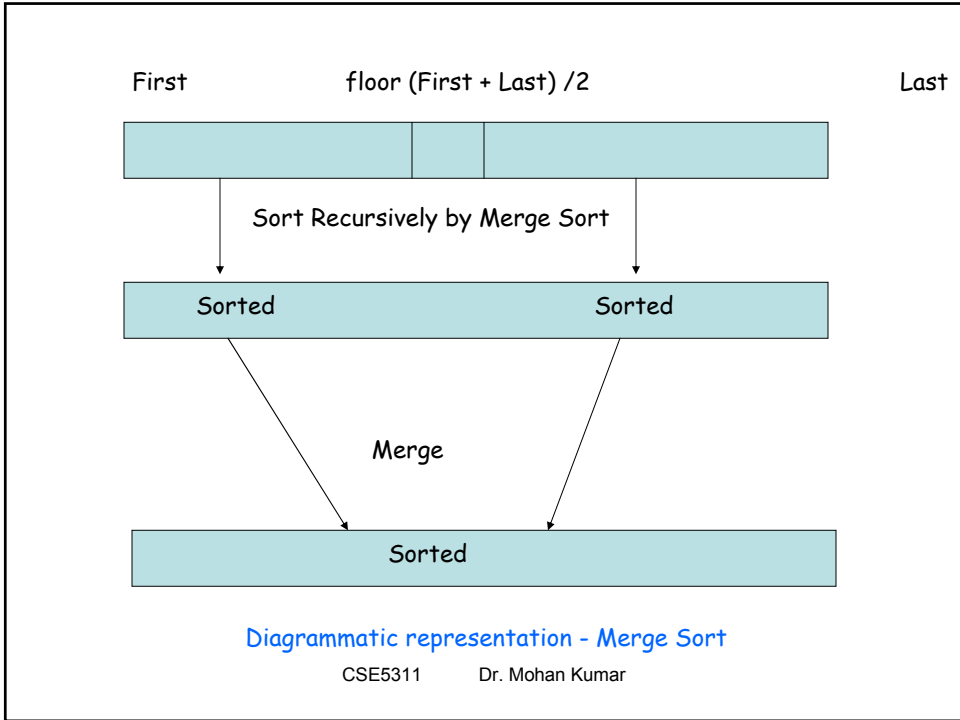 First floor (First + Last) /2 Last
Sort Recursively by Merge Sort
Sorted Sorted
Merge
Sorted
Diagrammatic representation - Merge Sort
CSE5311 Dr. Mohan Kumar